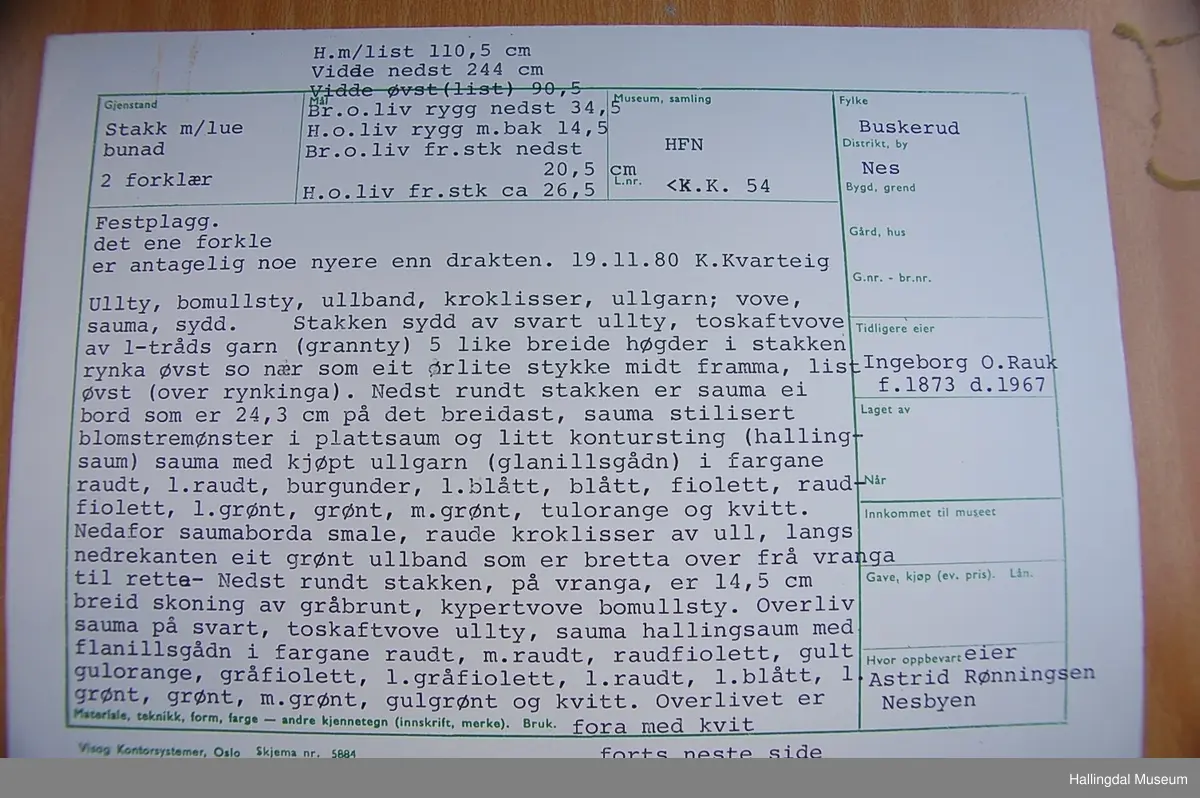 H.m/list 110,5 cm
Vidde nedst 244 cm
Vidde øvst(list) 90,5
Gjenstand
Stakk m/lue
bunad
2 forklær
Mål
Br.o.liv rygg nedst 34,5
H.o.liv rygg m.bak 14,5
Br.o.liv fr.stk nedst
20,5 cm
H.o.liv fr.stk ca 26,5
Museum, samling
HFN
L.nr.
<K.K. 54
Fylke
Buskerud
Distrikt, by
Nes
Bygd, grend
Gård, hus
G.nr. - br.nr.
Tidligere eier
Ingeborg O.Rauk
f.1873 d.1967
Laget av
Når
Innkommet til museet
Gave, kjøp (ev. pris). Lån.
Hvor oppbevart eier
Astrid Rønningsen
Nesbyen
Festplagg.
det ene forkle
er antagelig noe nyere enn drakten. 19.11.80 K.Kvarteig
Ullty, bomullsty, ullband, kroklisser, ullgarn; vove,
sauma, sydd. Stakken sydd av svart ullty, toskaftvove
av l-tråds garn (grannty) 5 like breide høgder i stakken
rynka øvst so nær som eit ørlite stykke midt framma, list
øvst (over rynkinga). Nedst rundt stakken er sauma ei
bord som er 24,3 cm på det breidast, sauma stilisert
blomstremønster i plattsaum og litt kontursting (halling-
saum) sauma med kjøpt ullgarn (glanillsgådn) i fargane
raudt, l.raudt, burgunder, l.blått, blått, fiolett, raud-
fiolett, l.grønt, grønt, m.grønt, tulorange og kvitt.
Nedafor saumaborda smale, raude kroklisser av ull, langs
nedrekanten eit grønt ullband som er bretta over frå vranga
til retta- Nedst rundt stakken, på vranga, er 14,5 cm
breid skoning av gråbrunt, kypertvove bomullsty. Overliv
sauma på svart, toskaftvove ullty, sauma hallingsaum med
flanillsgådn i fargane raudt, m.raudt, raudfiolett, gult
gulorange, gråfiolett, l.gråfiolett, l.raudt, l.blått, l.
grønt, grønt, m.grønt, gulgrønt og kvitt. Overlivet er
Materiale, teknikk, form, farge — andre kjennetegn (innskrift, merke). Bruk. fora med kvit
Visog Kontorsystemer, Oslo Skjema nr. 5884
forts neste side
Hallingdal Museum